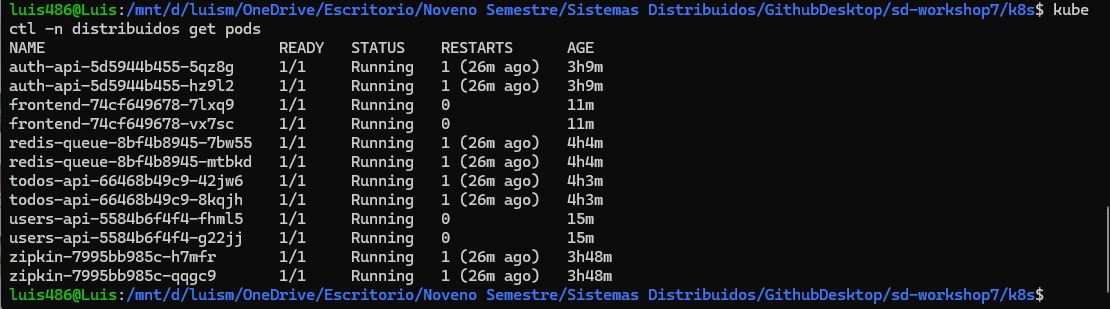 luis486@Luis:/mnt/d/luism/OneDrive/Escritorio/Noveno Semestre/Sistemas Distribuidos/GithubDesktop/sd-workshop7/k8s$ kube
ctl -n distribuidos get pods
NAME READY STATUS RESTARTS AGE
auth-api-5d5944b455-5qz8g 1/1 Running 1 (26m ago) 3h9m
auth-api-5d5944b455-hz9l2 1/1 Running 1 (26m ago) 3h9m
frontend-74cf649678-7lxq9 1/1 Running 0 11m
frontend-74cf649678-vx7sc 1/1 Running 0 11m
redis-queue-8bf4b8945-7bw55 1/1 Running 1 (26m ago) 4h4m
redis-queue-8bf4b8945-mtbkd 1/1 Running 1 (26m ago) 4h4m
todos-api-66468b49c9-42jw6 1/1 Running 1 (26m ago) 4h3m
todos-api-66468b49c9-8kqjh 1/1 Running 1 (26m ago) 4h3m
users-api-5584b6f4f4-fhml5 1/1 Running 0 15m
users-api-5584b6f4f4-g22jj 1/1 Running 0 15m
zipkin-7995bb985c-h7mfr 1/1 Running 1 (26m ago) 3h48m
zipkin-7995bb985c-qqgc9 1/1 Running 1 (26m ago) 3h48m
luis486@Luis:/mnt/d/luism/OneDrive/Escritorio/Noveno Semestre/Sistemas Distribuidos/GithubDesktop/sd-workshop7/k8s$